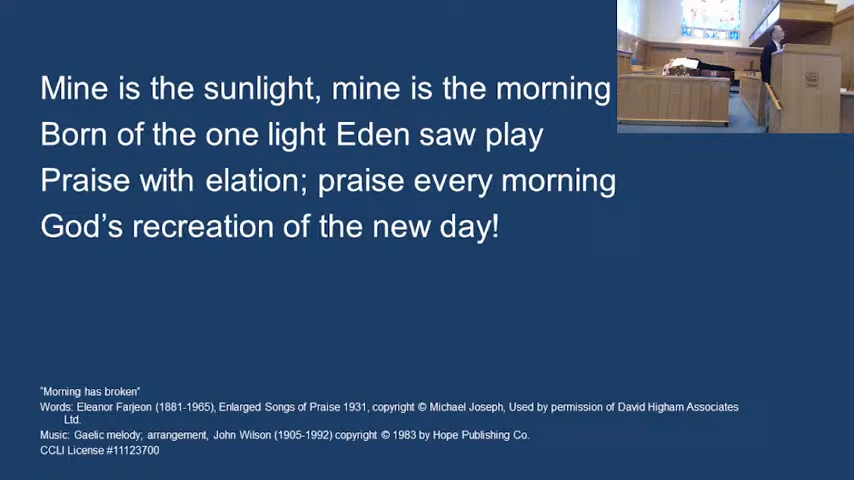 Mine is the sunlight, mine is the morning
Born of the one light Eden saw play
Praise with elation; praise every morning
God’s recreation of the new day!
"Morning has broken"
Words: Eleanor Farjeon (1881-1965), Enlarged Songs of Praise 1931, copyright © Michael Joseph, Used by permission of David Higham Associates
Ltd.
Music: Gaelic melody; arrangement, John Wilson (1905-1992) copyright © 1983 by Hope Publishing Co.
CCLI License #11123700